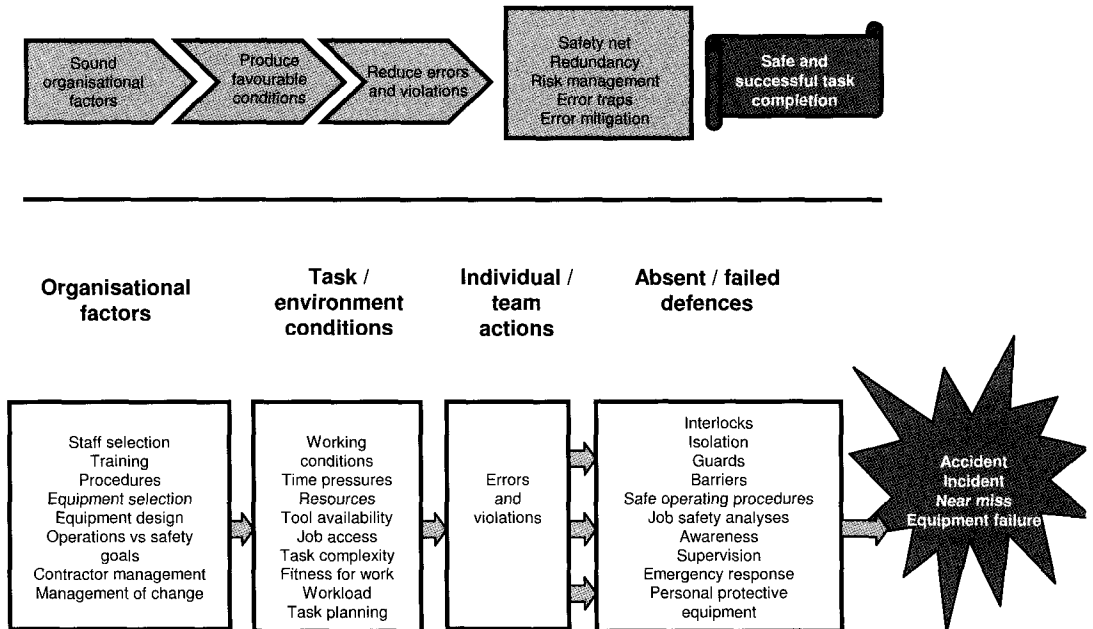 Sound
organisational
factors
Produce
favourable
conditions
Reduce errors
and violations
Safety net
Redundancy
Risk management
Error traps
Error mitigation
Safe and
successful task
completion
Organisational
factors
Task /
environment
conditions
Individual /
team
actions
Absent / failed
defences
Staff selection
Training
Procedures
Equipment selection
Equipment design
Operations vs safety
goals
Contractor management
Management of change
Working
conditions
Time pressures
Resources
Tool availability
Job access
Task complexity
Fitness for work
Workload
Task planning
Errors
and
violations
Interlocks
Isolation
Guards
Barriers
Safe operating procedures
Job safety analyses
Awareness
Supervision
Emergency response
Personal protective
equipment
Accident
Incident
Near miss
Equipment failure